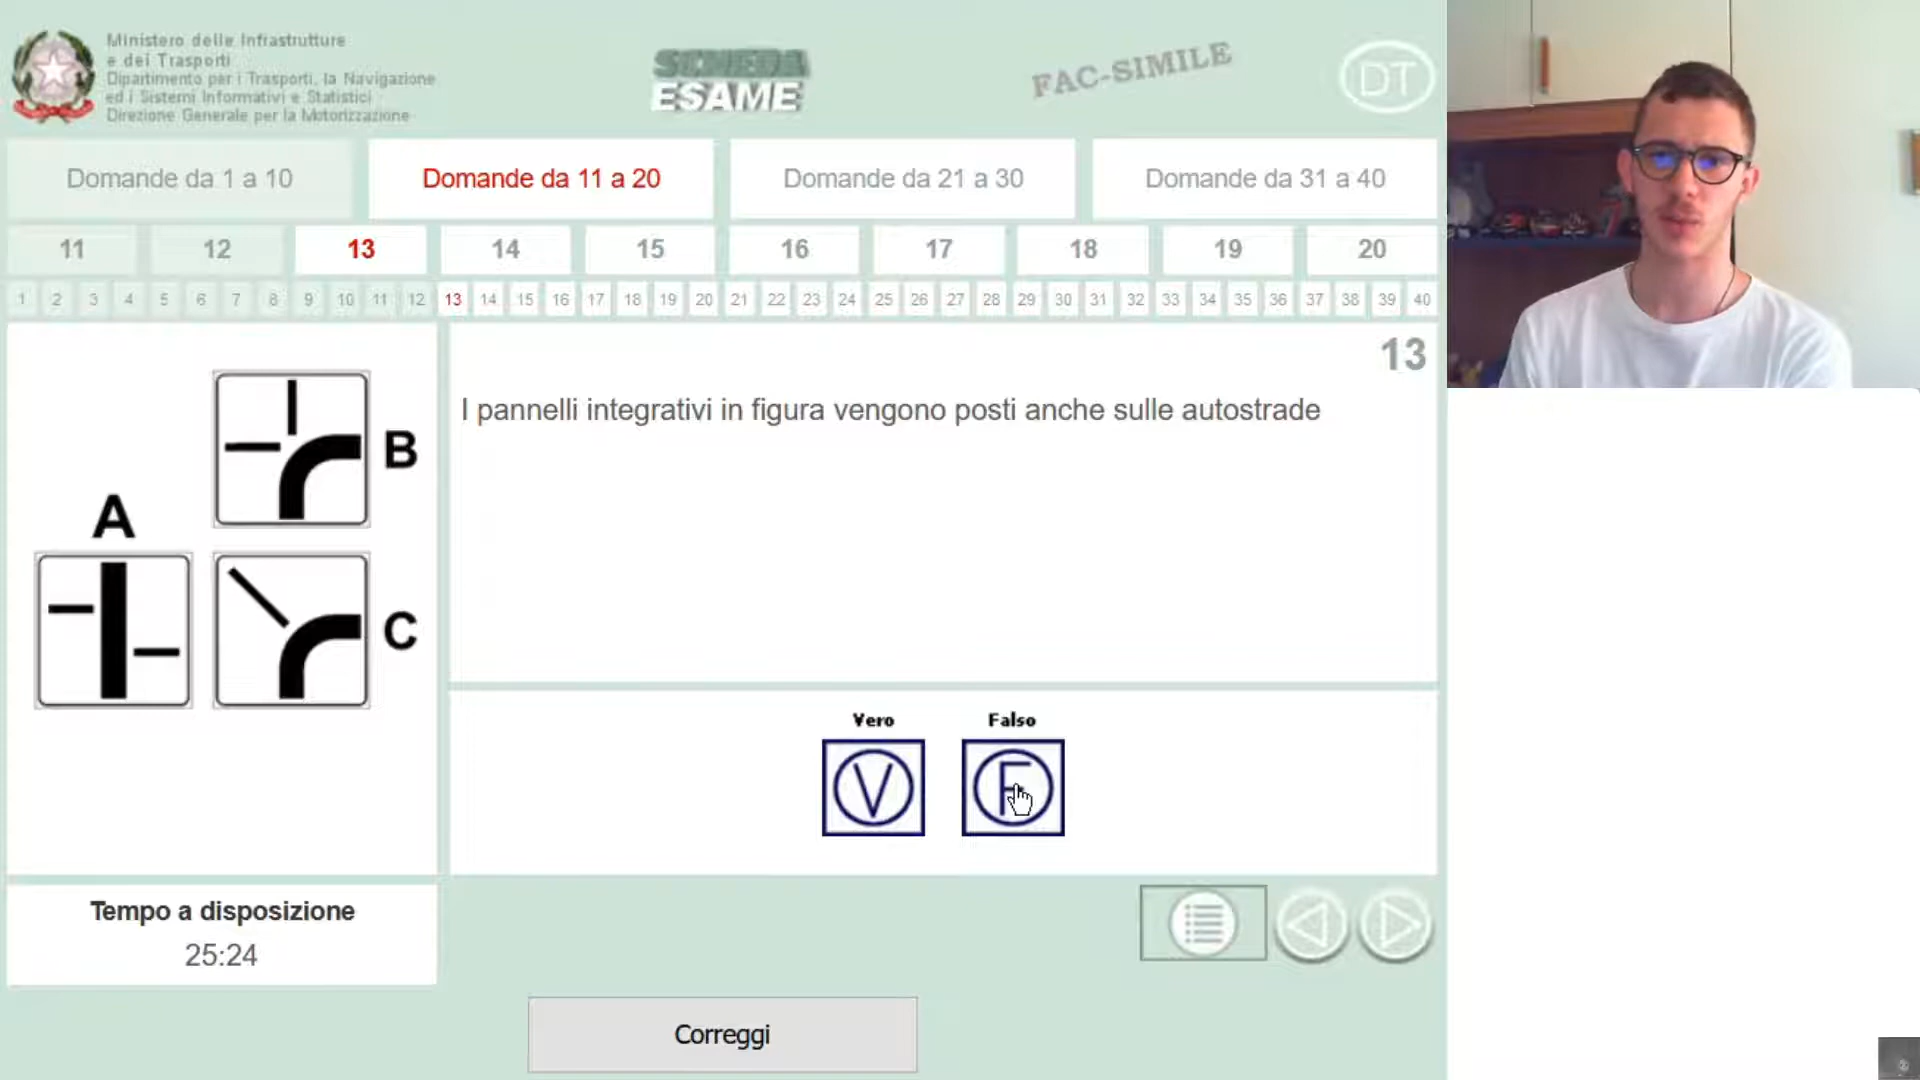 Ministero delle Infrastrutture
e dei Trasporti
Dipartimento per i Trasporti, la Navigazione
ed i Sistemi Informativi e Statistici
Direzione Generale per la Motorizzazione
SCHEDA
ESAME
FAC-SIMILE
DT
Domande da 1 a 10
Domande da 11 a 20
Domande da 21 a 30
Domande da 31 a 40
11 12 13 14 15 16 17 18 19 20
1 2 3 4 5 6 7 8 9 10 11 12 13 14 15 16 17 18 19 20 21 22 23 24 25 26 27 28 29 30 31 32 33 34 35 36 37 38 39 40
13
I pannelli integrativi in figura vengono posti anche sulle autostrade
B
A
C
Vero
Falso
V
F
Tempo a disposizione
25:24
Correggi